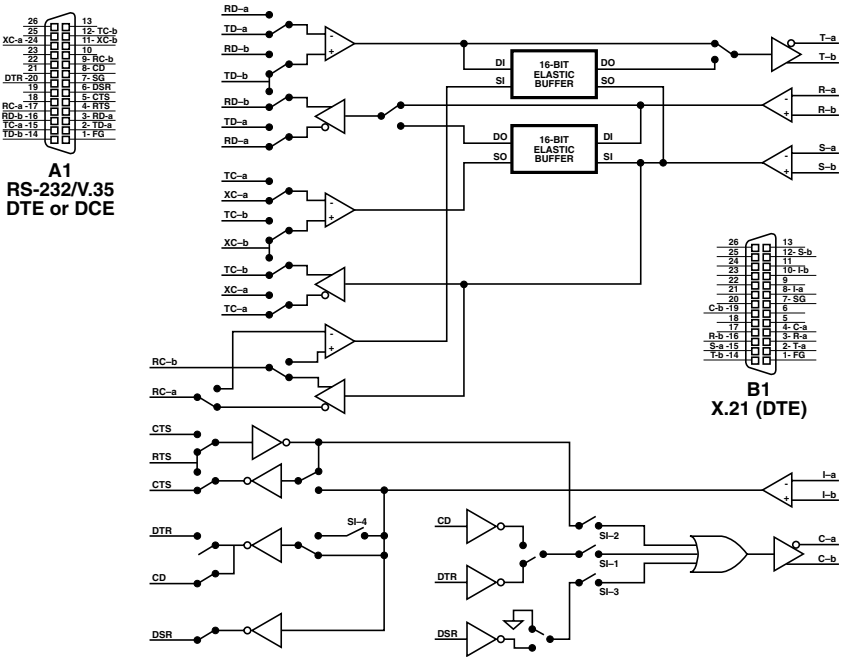 26 13
25 12- TC-b
XC-a -24 11- XC-b
23 10
22 9- RC-b
21 8- CD
DTR -20 7- SG
19 6- DSR
18 5- CTS
RC-a -17 4- RTS
RD-b -16 3- RD-a
TC-a -15 2- TD-a
TD-b -14 1- FG
A1
RS-232/V.35
DTE or DCE
RD–a
TD–a
RD–b
TD–b
RD–b
TD–a
RD–a
- +
DI DO
SI SO
16-BIT
ELASTIC
BUFFER
DO DI
SO SI
16-BIT
ELASTIC
BUFFER
T–a
T–b
R–a
R–b
- +
S–a
S–b
- +
TC–a
XC–a
TC–b
XC–b
TC–b
XC–a
TC–a
- +
RC–b
RC–a
- +
26 13
25 12- S-b
24 11
23 10- I-b
22 9
21 8- I-a
20 7- SG
C-b -19 6
18 5
17 4- C-a
R-b -16 3- R-a
S-a -15 2- T-a
T-b -14 1- FG
B1
X.21 (DTE)
CTS
RTS
CTS
DTR
CD
DSR
SI–4
CD
DTR
DSR
SI–2
SI–1
SI–3
I–a
I–b
- +
C–a
C–b